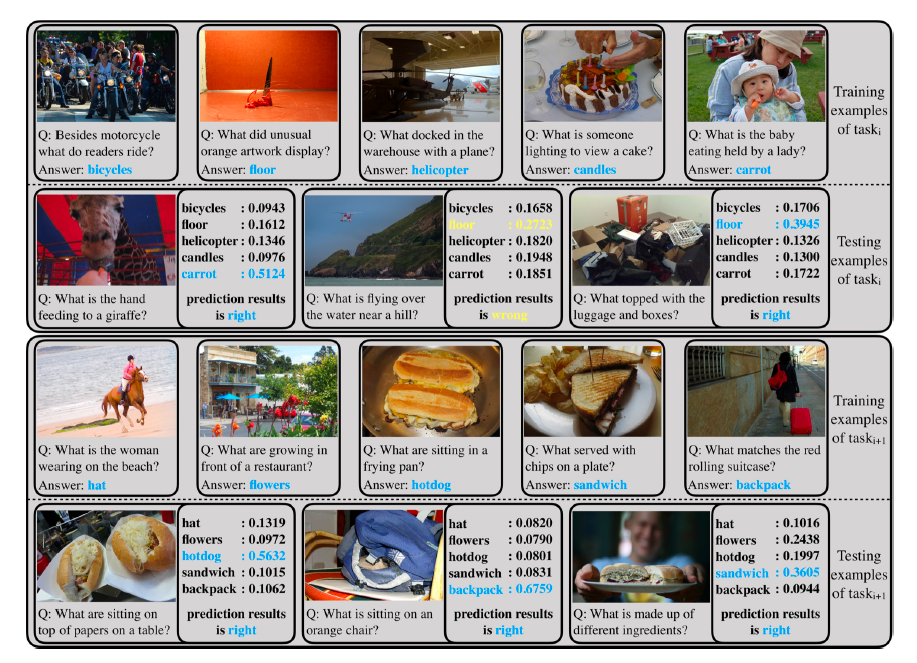 Q: Besides motorcycle
what do readers ride?
Answer: bicycles
Q: What did unusual
orange artwork display?
Answer: floor
Q: What docked in the
warehouse with a plane?
Answer: helicopter
Q: What is someone
lighting to view a cake?
Answer: candles
Q: What is the baby
eating held by a lady?
Answer: carrot
Training
examples
of task_i
Q: What is the hand
feeding to a giraffe?
bicycles : 0.0943
floor : 0.1612
helicopter : 0.1346
candles : 0.0976
carrot : 0.5124
prediction results
is right
Q: What is flying over
the water near a hill?
bicycles : 0.1658
floor : 0.2723
helicopter : 0.1820
candles : 0.1948
carrot : 0.1851
prediction results
is wrong
Q: What topped with the
luggage and boxes?
bicycles : 0.1706
floor : 0.3945
helicopter : 0.1326
candles : 0.1300
carrot : 0.1722
prediction results
is right
Testing
examples
of task_i
Q: What is the woman
wearing on the beach?
Answer: hat
Q: What are growing in
front of a restaurant?
Answer: flowers
Q: What are sitting in a
frying pan?
Answer: hotdog
Q: What served with
chips on a plate?
Answer: sandwich
Q: What matches the red
rolling suitcase?
Answer: backpack
Training
examples
of task_i+1
Q: What are sitting on
top of papers on a table?
hat : 0.1319
flowers : 0.0972
hotdog : 0.5632
sandwich : 0.1015
backpack : 0.1062
prediction results
is right
Q: What is sitting on an
orange chair?
hat : 0.0820
flowers : 0.0790
hotdog : 0.0801
sandwich : 0.0831
backpack : 0.6759
prediction results
is right
Q: What is made up of
different ingredients?
hat : 0.1016
flowers : 0.2438
hotdog : 0.1997
sandwich : 0.3605
backpack : 0.0944
prediction results
is right
Testing
examples
of task_i+1